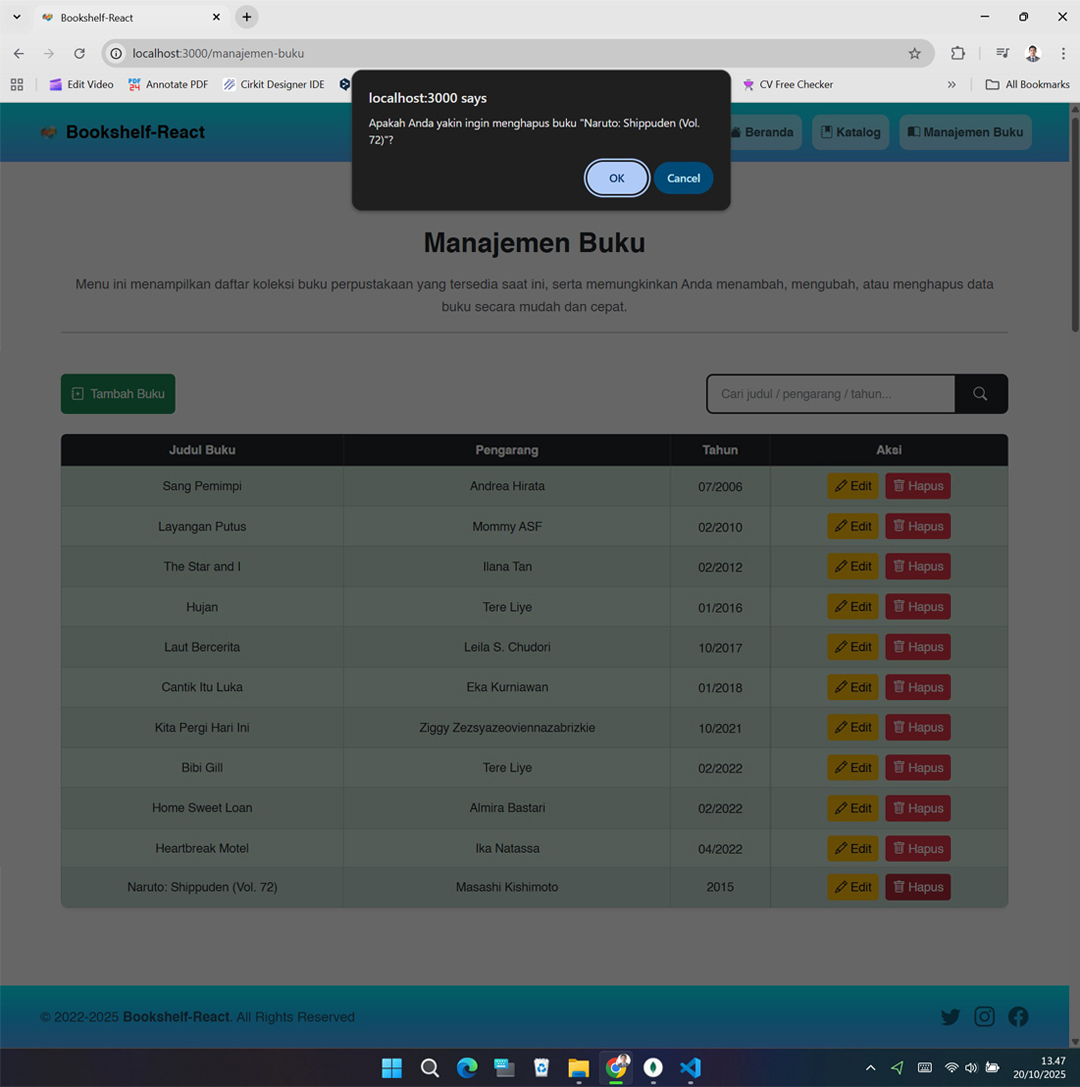 Bookshelf-React
localhost:3000/manajemen-buku
Edit Video
Annotate PDF
Cirkit Designer IDE
CV Free Checker
»
All Bookmarks
localhost:3000 says
Apakah Anda yakin ingin menghapus buku "Naruto: Shippuden (Vol.
72)"?
OK
Cancel
Bookshelf-React
Beranda
Katalog
Manajemen Buku
Manajemen Buku
Menu ini menampilkan daftar koleksi buku perpustakaan yang tersedia saat ini, serta memungkinkan Anda menambah, mengubah, atau menghapus data
buku secara mudah dan cepat.
Tambah Buku
Cari judul / pengarang / tahun...
Judul Buku Pengarang Tahun Aksi
Sang Pemimpi Andrea Hirata 07/2006 Edit Hapus
Layangan Putus Mommy ASF 02/2010 Edit Hapus
The Star and I Ilana Tan 02/2012 Edit Hapus
Hujan Tere Liye 01/2016 Edit Hapus
Laut Bercerita Leila S. Chudori 10/2017 Edit Hapus
Cantik Itu Luka Eka Kurniawan 01/2018 Edit Hapus
Kita Pergi Hari Ini Ziggy Zezsyazeoviennazabrizkie 10/2021 Edit Hapus
Bibi Gill Tere Liye 02/2022 Edit Hapus
Home Sweet Loan Almira Bastari 02/2022 Edit Hapus
Heartbreak Motel Ika Natassa 04/2022 Edit Hapus
Naruto: Shippuden (Vol. 72) Masashi Kishimoto 2015 Edit Hapus
© 2022-2025 Bookshelf-React. All Rights Reserved
13.47
20/10/2025